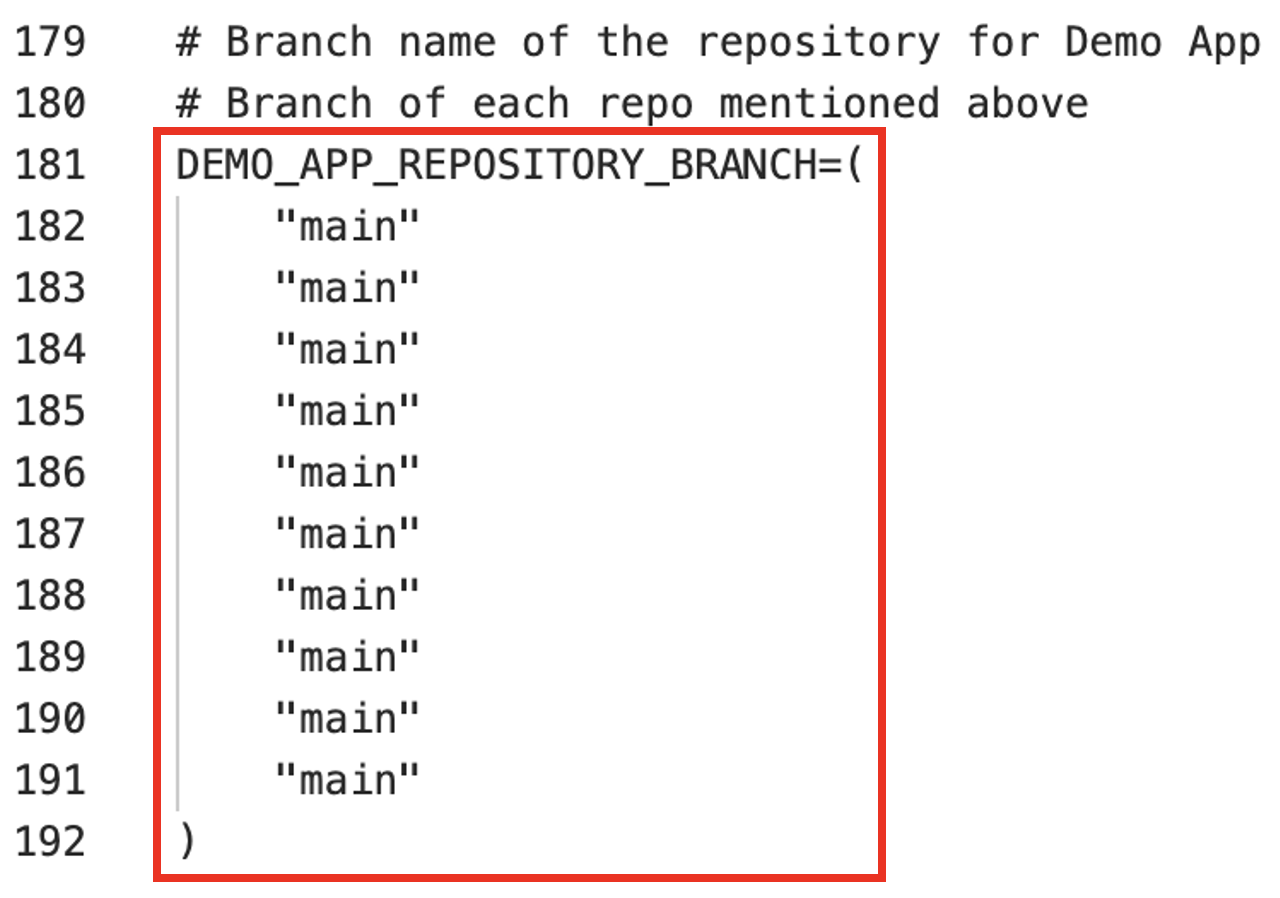 179 # Branch name of the repository for Demo App
180 # Branch of each repo mentioned above
181 DEMO_APP_REPOSITORY_BRANCH=(
182     "main"
183     "main"
184     "main"
185     "main"
186     "main"
187     "main"
188     "main"
189     "main"
190     "main"
191     "main"
192 )